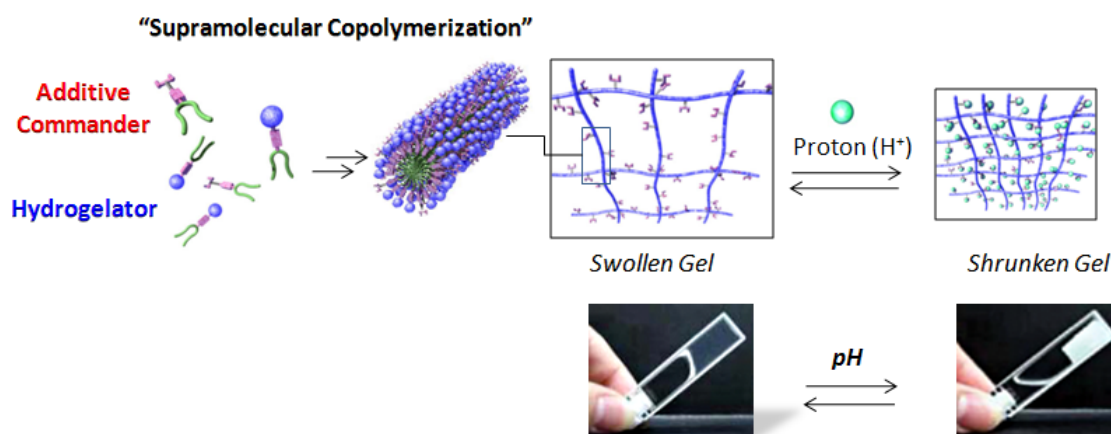 “Supramolecular Copolymerization”
Additive
Commander
Hydrogelator
Proton (H⁺)
Swollen Gel
Shrunken Gel
pH